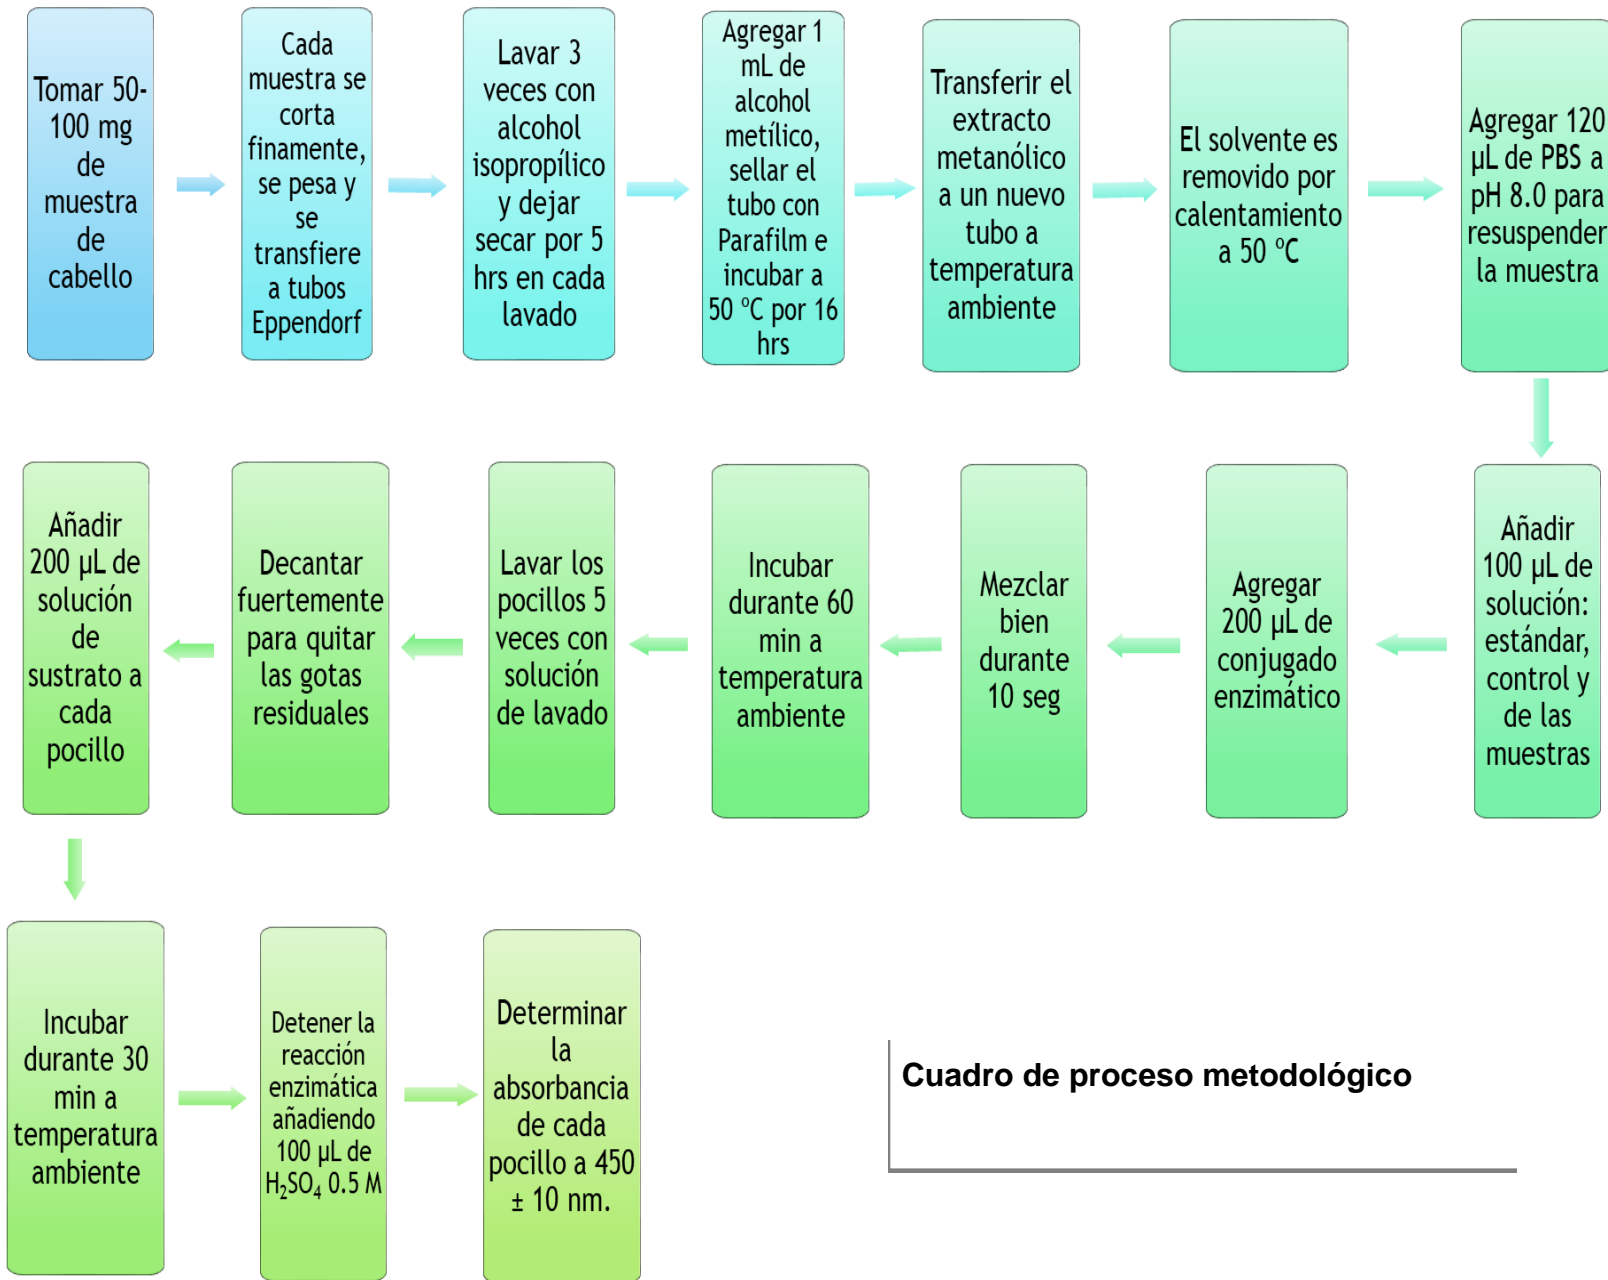 Tomar 50-
100 mg
de
muestra
de
cabello
Cada
muestra se
corta
finamente,
se pesa y
se
transfiere
a tubos
Eppendorf
Lavar 3
veces con
alcohol
isopropílico
y dejar
secar por 5
hrs en cada
lavado
Agregar 1
mL de
alcohol
metílico,
sellar el
tubo con
Parafilm e
incubar a
50 ºC por 16
hrs
Transferir el
extracto
metanólico
a un nuevo
tubo a
temperatura
ambiente
El solvente es
removido por
calentamiento
a 50 ºC
Agregar 120
µL de PBS a
pH 8.0 para
resuspender
la muestra
Añadir
100 µL de
solución:
estándar,
control y
de las
muestras
Agregar
200 µL de
conjugado
enzimático
Mezclar
bien
durante
10 seg
Incubar
durante 60
min a
temperatura
ambiente
Lavar los
pocillos 5
veces con
solución
de lavado
Decantar
fuertemente
para quitar
las gotas
residuales
Añadir
200 µL de
solución
de
sustrato a
cada
pocillo
Incubar
durante 30
min a
temperatura
ambiente
Detener la
reacción
enzimática
añadiendo
100 µL de
H₂SO₄ 0.5 M
Determinar
la
absorbancia
de cada
pocillo a 450
± 10 nm.
Cuadro de proceso metodológico